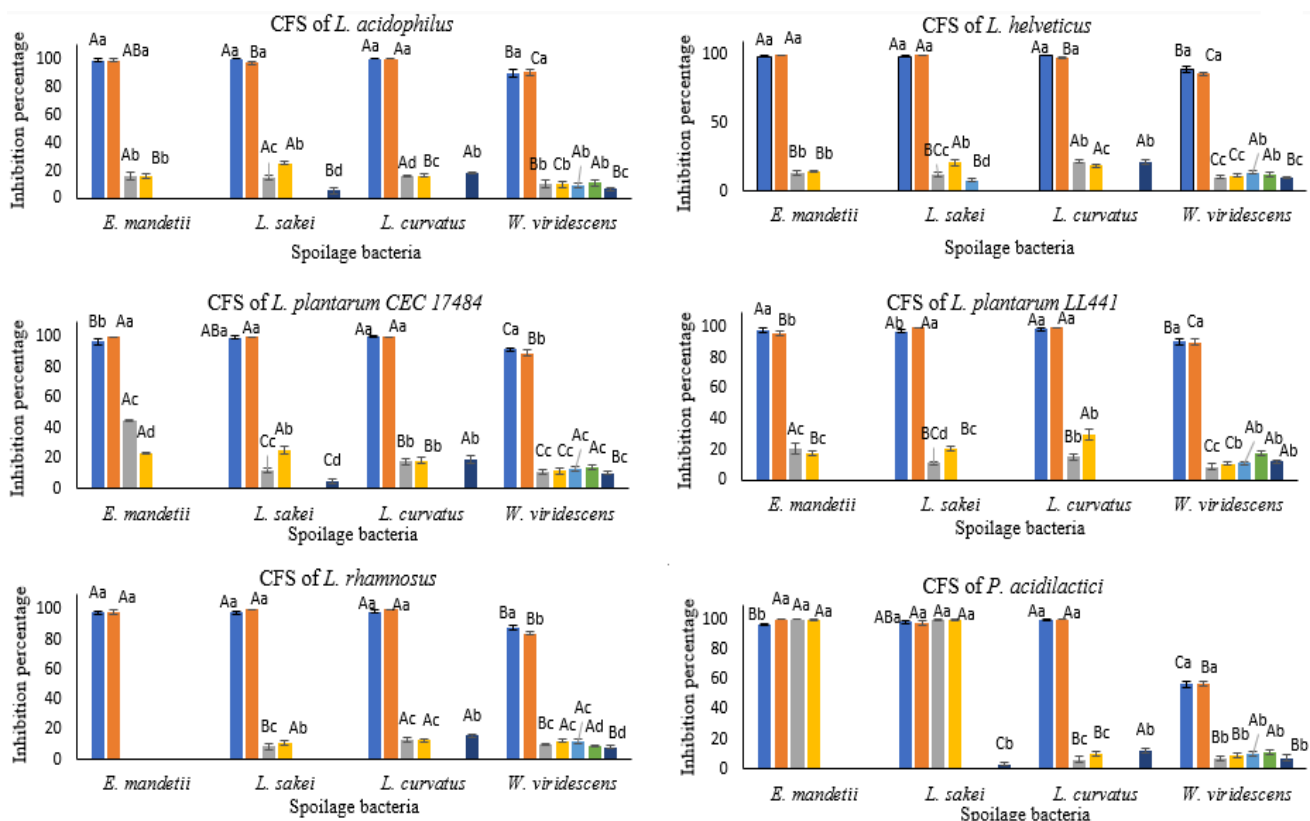 CFS of L. acidophilus
Inhibition percentage
100
80
60
40
20
0
Aa ABa Aa Ba Aa Aa Ba Ca
Ab Bb Ac Ab Bd Ad Bc Ab Bb Cb Ab Ab Bc
E. mandetii L. sakei L. curvatus W. viridescens
Spoilage bacteria
CFS of L. helveticus
Inhibition percentage
100
50
0
Aa Aa Aa Aa Aa Ba Ba Ca
Bb Bb BCc Ab Bd Ab Ac Ab Cc Cc Ab Ab Bc
E. mandetii L. sakei L. curvatus W. viridescens
Spoilage bacteria
CFS of L. plantarum CEC 17484
Inhibition percentage
100
80
60
40
20
0
Bb Aa ABa Aa Aa Aa Ca Bb
Ac Ad Cc Ab Cd Bb Bb Ab Cc Cc Ac Ac Bc
E. mandetii L. sakei L. curvatus W. viridescens
Spoilage bacteria
CFS of L. plantarum LL441
Inhibition percentage
100
80
60
40
20
0
Aa Bb Ab Aa Aa Aa Ba Ca
Ac Bc BCd Bc Bb Ab Cc Cb Ab Ab Ab
E. mandetii L. sakei L. curvatus W. viridescens
Spoilage bacteria
CFS of L. rhamnosus
Inhibition percentage
100
80
60
40
20
0
Aa Aa Aa Aa Aa Aa Ba Bb
Bc Ab Ac Ac Ab Bc Ac Ac Ad Bd
E. mandetii L. sakei L. curvatus W. viridescens
Spoilage bacteria
CFS of P. acidilactici
Inhibition percentage
100
80
60
40
20
0
Bb Aa Aa Aa ABa Aa Aa Aa Aa Aa Ca Ba
Cb Bc Bc Ab Bb Bb Ab Ab Bb
E. mandetii L. sakei L. curvatus W. viridescens
Spoilage bacteria